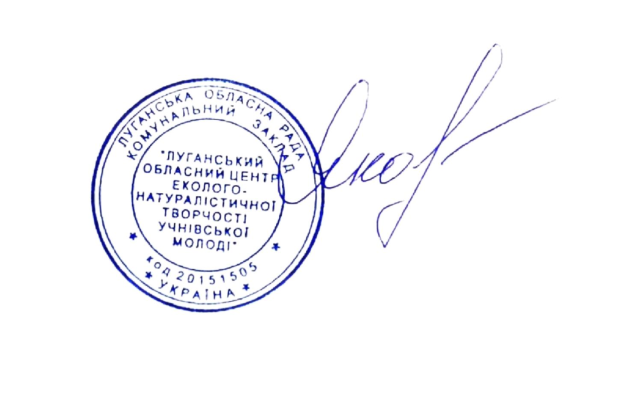 ЛУГАНСЬКА ОБЛАСНА РАДА
КОМУНАЛЬНИЙ ЗАКЛАД
"ЛУГАНСЬКИЙ
ОБЛАСНИЙ ЦЕНТР
ЕКОЛОГО-
НАТУРАЛІСТИЧНОЇ
ТВОРЧОСТІ
УЧНІВСЬКОЇ
МОЛОДІ"
код 20151505
УКРАЇНА